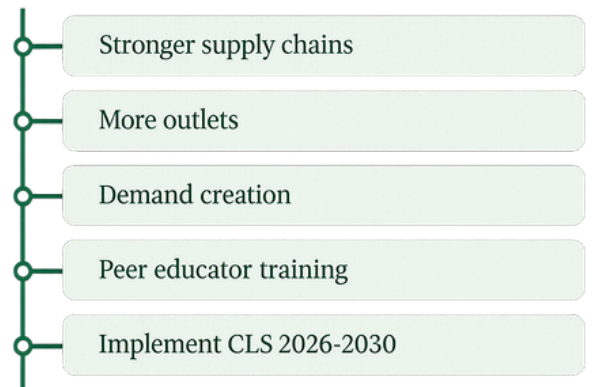 Stronger supply chains
More outlets
Demand creation
Peer educator training
Implement CLS 2026-2030